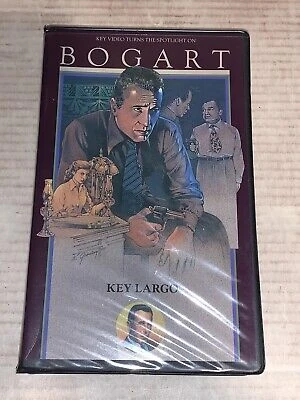 KEY VIDEO TURNS THE SPOTLIGHT ON
BOGART
KEY LARGO